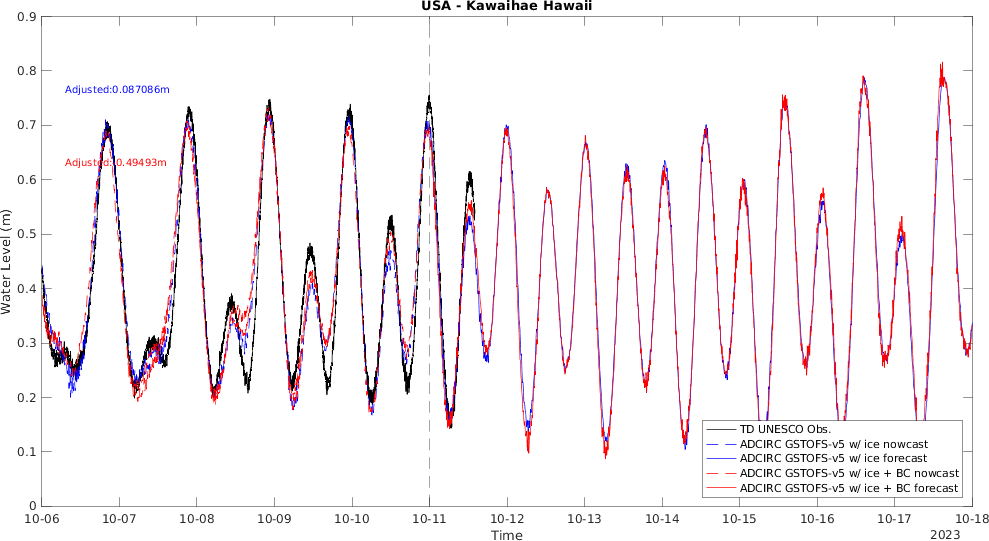 USA - Kawaihae Hawaii
0.9
0.8
Adjusted:0.087086m
0.7
Adjusted: 0.49493m
0.6
0.5
Water Level (m)
0.4
0.3
0.2
0.1
0
TD UNESCO Obs.
ADCIRC GSTOFS-v5 w/ ice nowcast
ADCIRC GSTOFS-v5 w/ ice forecast
ADCIRC GSTOFS-v5 w/ ice + BC nowcast
ADCIRC GSTOFS-v5 w/ ice + BC forecast
10-06 10-07 10-08 10-09 10-10 10-11 10-12 10-13 10-14 10-15 10-16 10-17 10-18
Time
2023